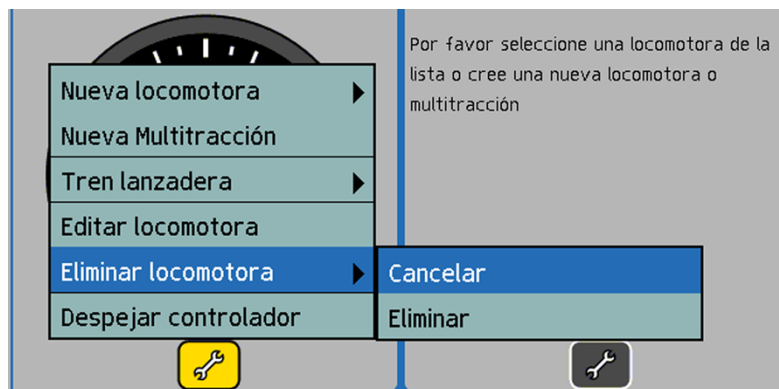 Por favor seleccione una locomotora de la
lista o cree una nueva locomotora o
multitracción
Nueva locomotora
Nueva Multitracción
Tren lanzadera
Editar locomotora
Eliminar locomotora
Cancelar
Despejar controlador
Eliminar